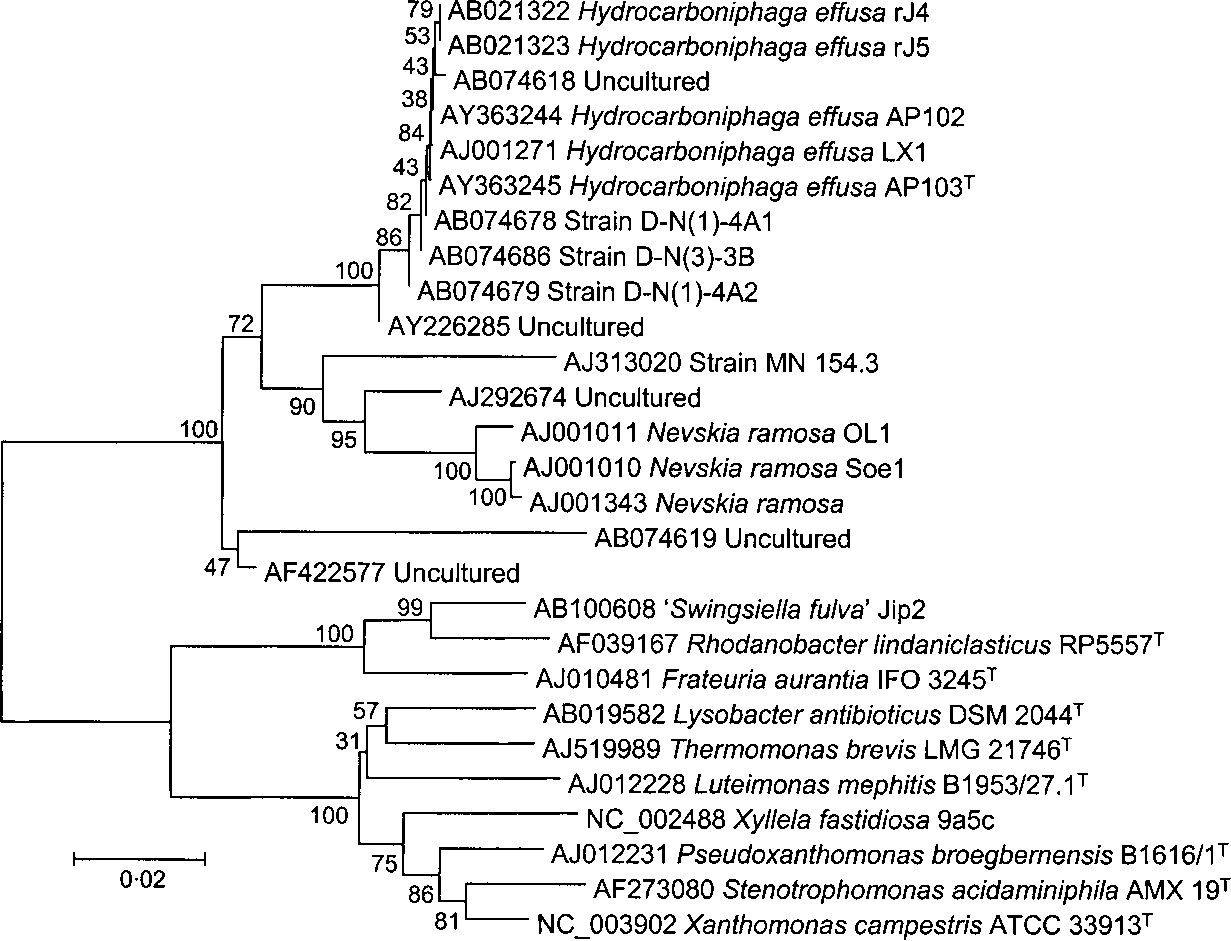 79
AB021322 Hydrocarboniphaga effusa rJ4
53
AB021323 Hydrocarboniphaga effusa rJ5
43
AB074618 Uncultured
38
AY363244 Hydrocarboniphaga effusa AP102
84
AJ001271 Hydrocarboniphaga effusa LX1
43
AY363245 Hydrocarboniphaga effusa AP103ᵀ
82
AB074678 Strain D-N(1)-4A1
86
AB074686 Strain D-N(3)-3B
100
AB074679 Strain D-N(1)-4A2
AY226285 Uncultured
72
AJ313020 Strain MN 154.3
90
AJ292674 Uncultured
95
AJ001011 Nevskia ramosa OL1
100
AJ001010 Nevskia ramosa Soe1
100
AJ001343 Nevskia ramosa
100
AB074619 Uncultured
47
AF422577 Uncultured
99
AB100608 ‘Swingsiella fulva’ Jip2
100
AF039167 Rhodanobacter lindaniclasticus RP5557ᵀ
AJ010481 Frateuria aurantia IFO 3245ᵀ
57
AB019582 Lysobacter antibioticus DSM 2044ᵀ
31
AJ519989 Thermomonas brevis LMG 21746ᵀ
AJ012228 Luteimonas mephitis B1953/27.1ᵀ
100
NC_002488 Xyllela fastidiosa 9a5c
75
AJ012231 Pseudoxanthomonas broegbernensis B1616/1ᵀ
86
AF273080 Stenotrophomonas acidaminiphila AMX 19ᵀ
81
NC_003902 Xanthomonas campestris ATCC 33913ᵀ
0·02